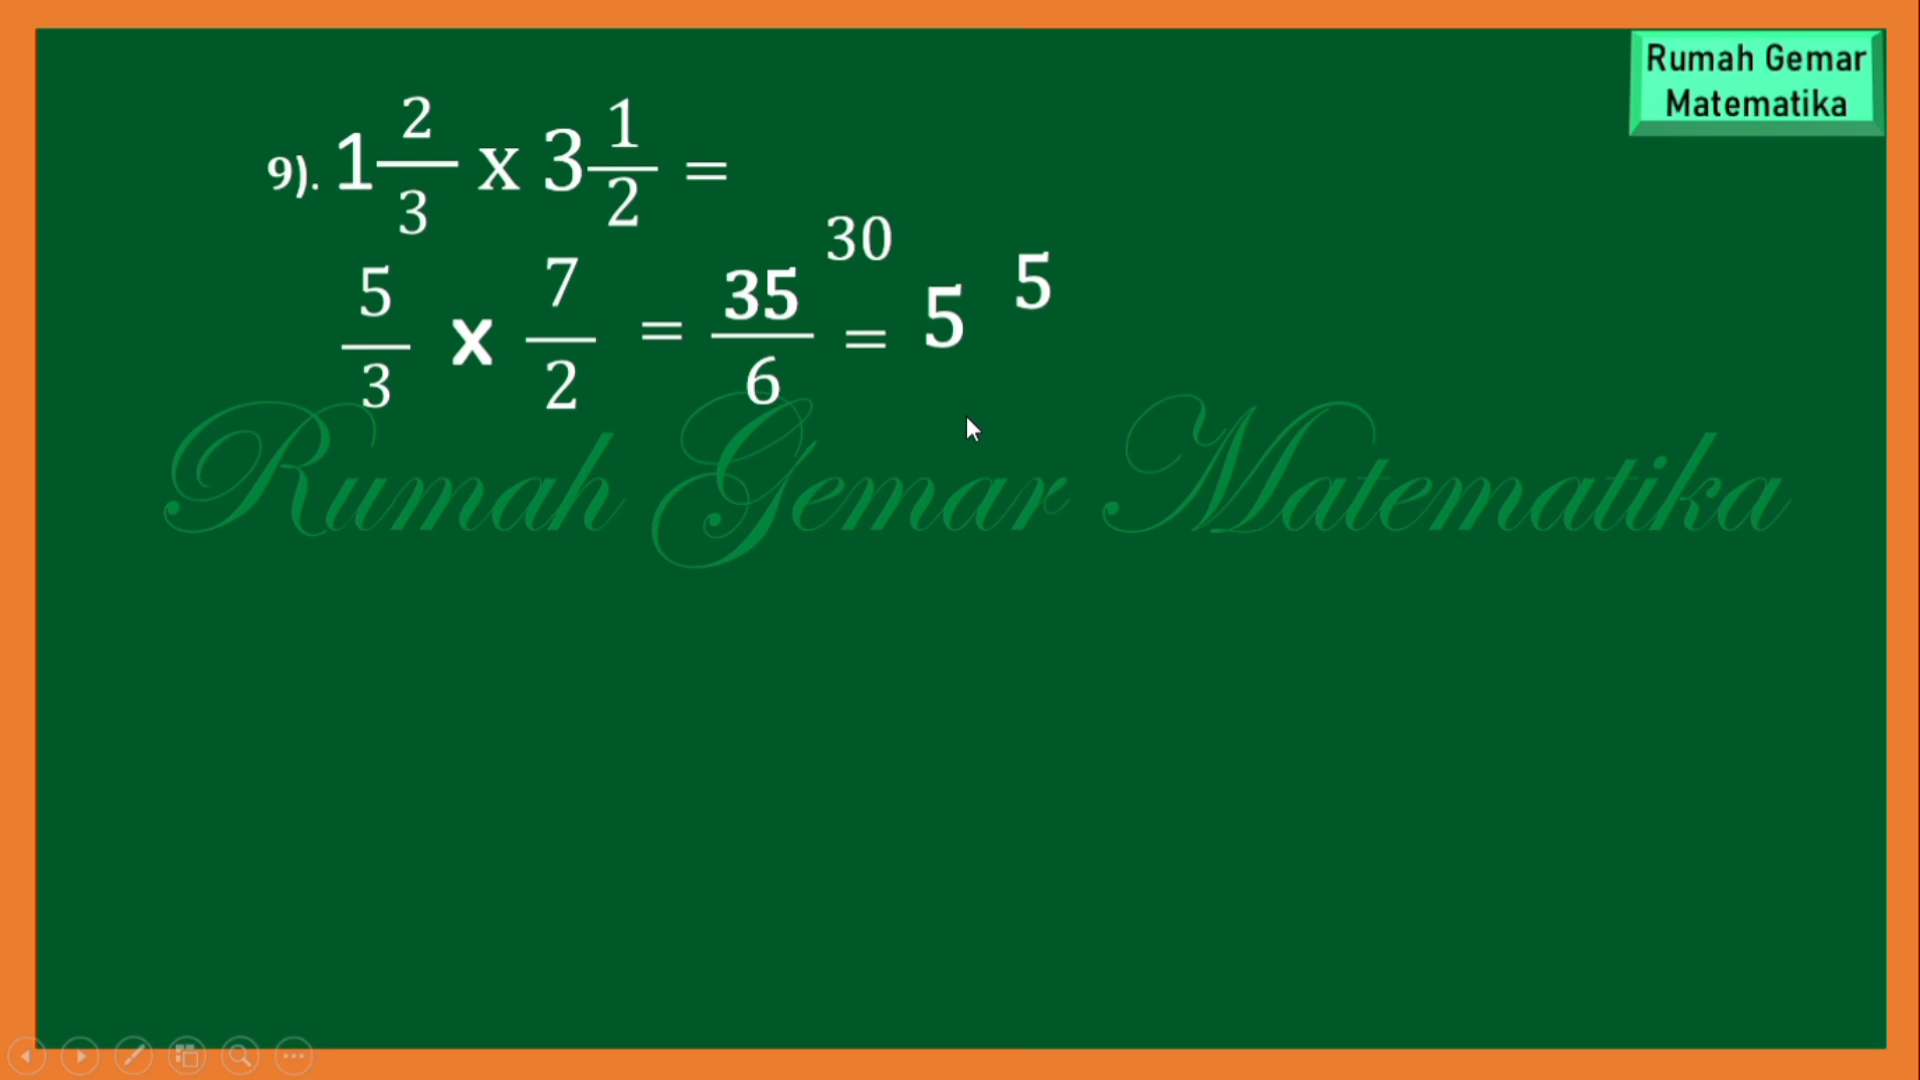 Rumah Gemar
Matematika
9). 1 2/3 x 3 1/2 =
5/3 x 7/2 = 35/6 = 5 5
30
Rumah Gemar Matematika